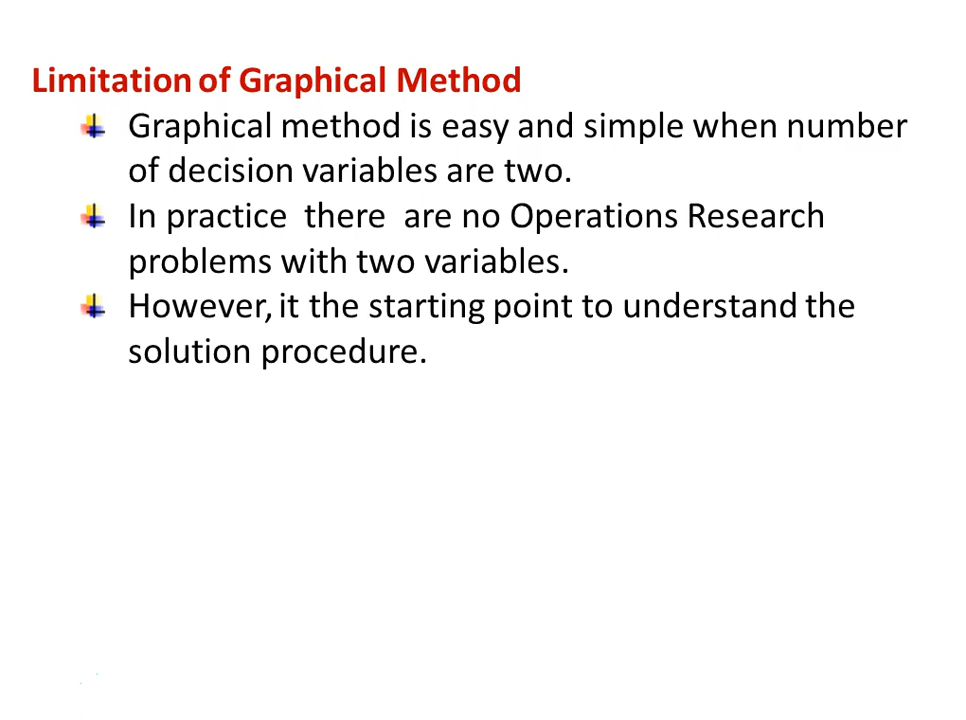 Limitation of Graphical Method
Graphical method is easy and simple when number
of decision variables are two.
In practice  there  are no Operations Research
problems with two variables.
However, it the starting point to understand the
solution procedure.